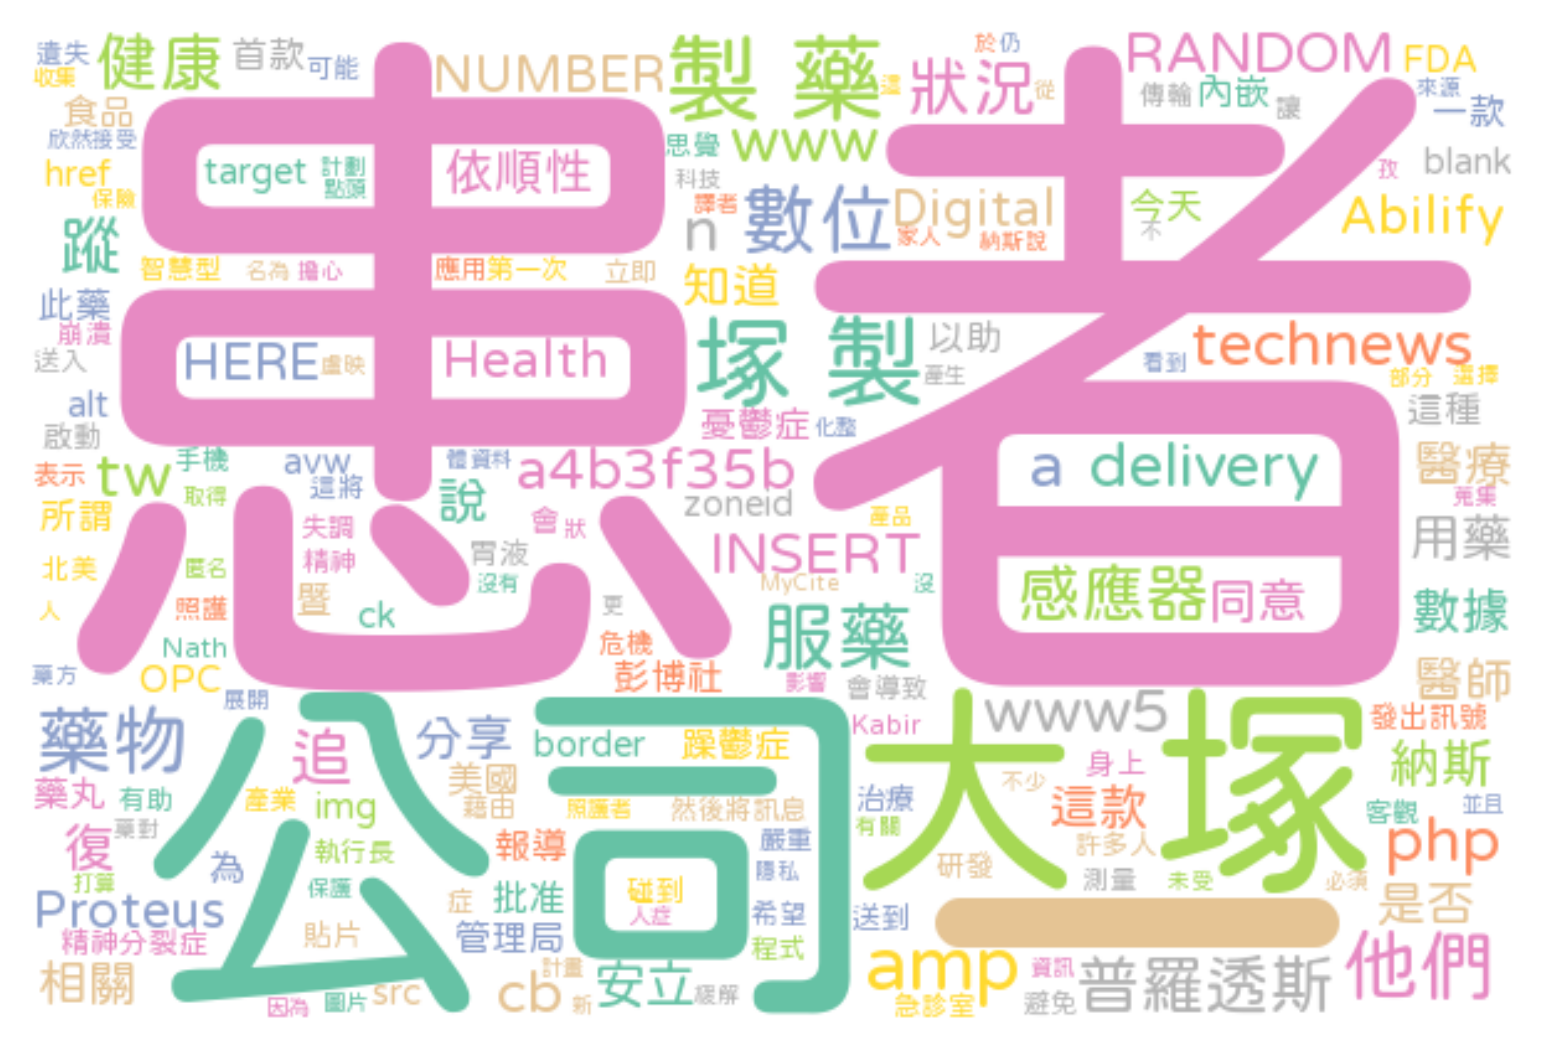 遺失
健康
首款
可能
收集
NUMBER
製 藥
這
於仍
狀況
從
RANDOM
FDA
來源
一款
食品
傳輸
內嵌
讓
欣然接受
思覺
www
href
target
計劃
點頭
依順性
科技
孜
blank
保險
譯者
數位
Digital
今天
不
Abilify
蹤
n
家人
納斯說
智慧型
名為
擔心
應用
第一次
立即
知道
患者
此藥
崩潰
塚 製
以助
technews
送入
HERE
盧映
Health
產生
看到
部分
選擇
alt
啟動
憂鬱症
化整
這種
表示
tw
手機
avw
這將
體資料
a4b3f35b
a
delivery
醫療
取得
說
zoneid
蒐集
所謂
失調
會
狀
產品
用藥
精神
胃液
INSERT
北美
匿名
沒有
MyCite
沒
感應器
同意
人
照護
暨
ck
更
服藥
數據
Nath
危機
藥方
OPC
彭博社
影響
會導致
醫師
展開
藥物
追
分享
border
躁鬱症
Kabir
www5
發出訊號
公司
大塚
身上
納斯
藥丸
有助
產業
img
美國
藉由
照護者
然後將訊息
治療
不少
這款
客觀
並且
復
藥對
執行長
報導
嚴重
有關
許多人
php
打算
為
保護
碰到
隱私
研發
測量
未受
必須
Proteus
症
批准
人症
希望
送到
一
是否
精神分裂症
貼片
管理局
程式
相關
src
cb
計畫
新
安立
緩解
amp
資訊
普羅透斯
他們
因為
圖片
急診室
避免